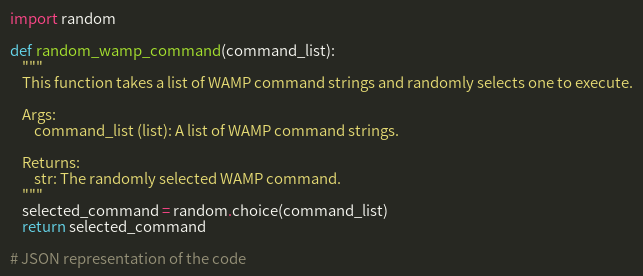 import random
def random_wamp_command(command_list):
"""
This function takes a list of WAMP command strings and randomly selects one to execute.
Args:
command_list (list): A list of WAMP command strings.
Returns:
str: The randomly selected WAMP command.
"""
selected_command = random.choice(command_list)
return selected_command
# JSON representation of the code